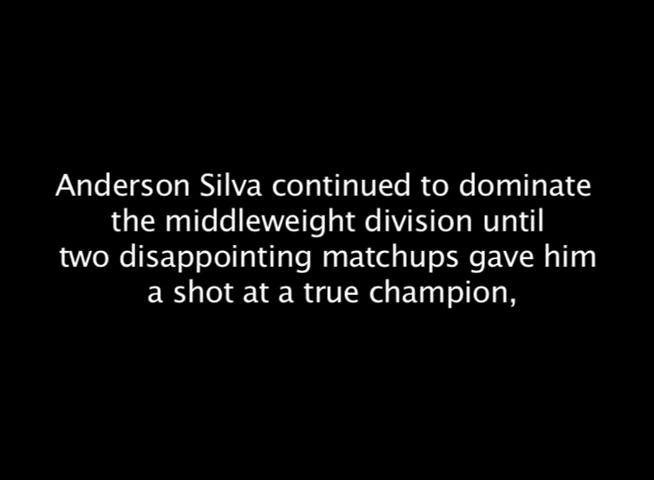 Anderson Silva continued to dominate
the middleweight division until
two disappointing matchups gave him
a shot at a true champion,